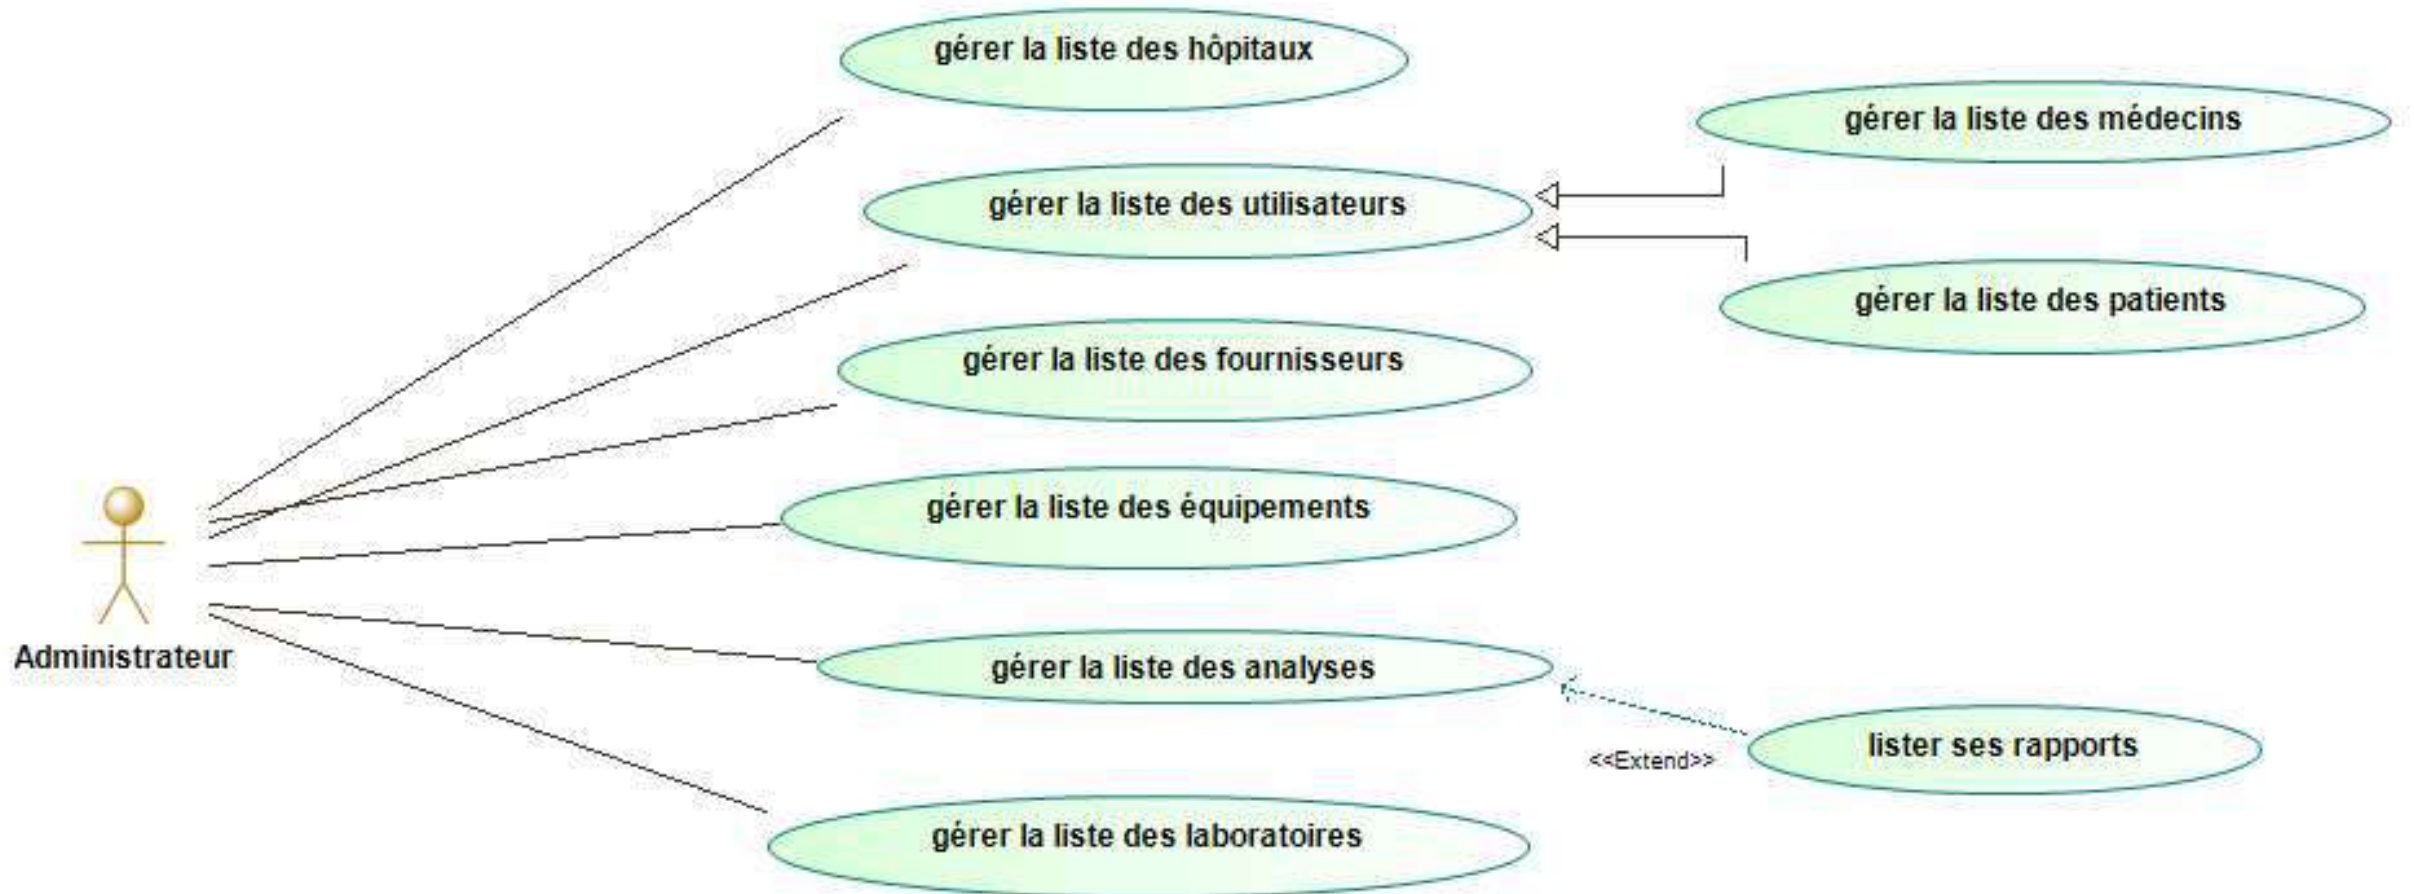 gérer la liste des hôpitaux
gérer la liste des médecins
gérer la liste des utilisateurs
gérer la liste des patients
gérer la liste des fournisseurs
gérer la liste des équipements
Administrateur
gérer la liste des analyses
lister ses rapports
<<Extend>>
gérer la liste des laboratoires